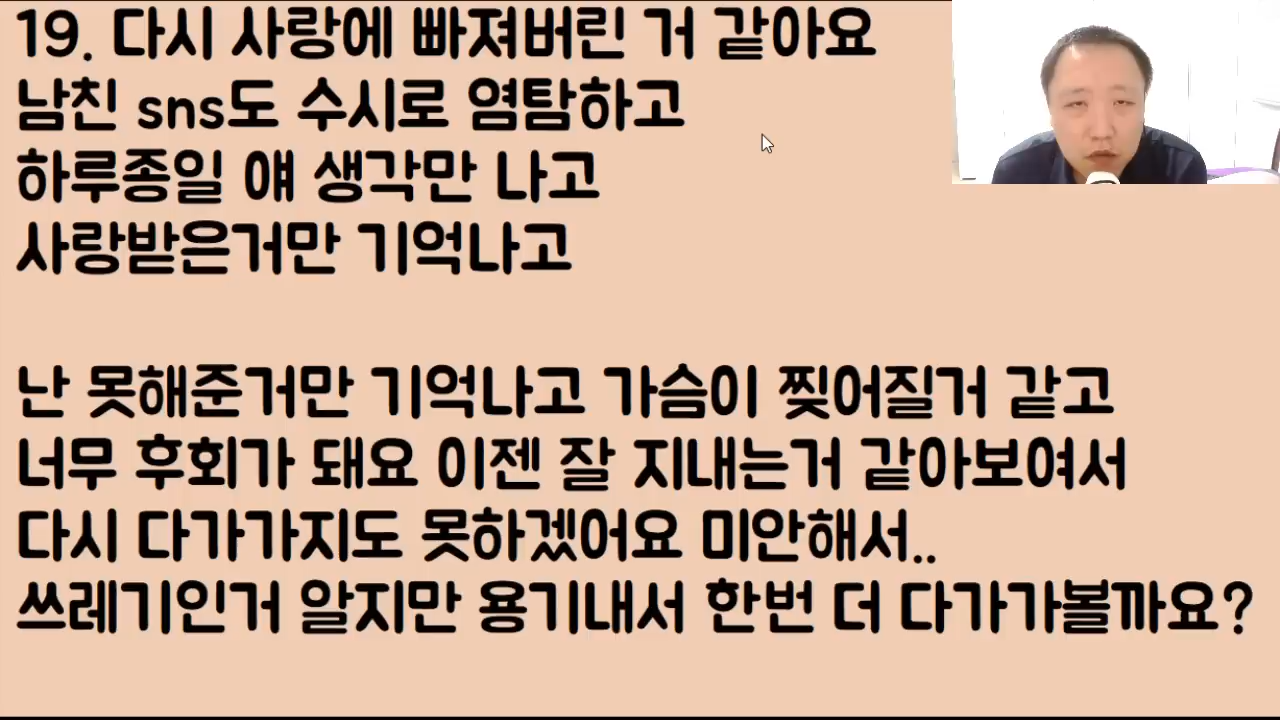 19. 다시 사랑에 빠져버린 거 같아요
남친 sns도 수시로 염탐하고
하루종일 얘 생각만 나고
사랑받은거만 기억나고
난 못해준거만 기억나고 가슴이 찢어질거 같고
너무 후회가 돼요 이젠 잘 지내는거 같아보여서
다시 다가가지도 못하겠어요 미안해서..
쓰레기인거 알지만 용기내서 한번 더 다가가볼까요?